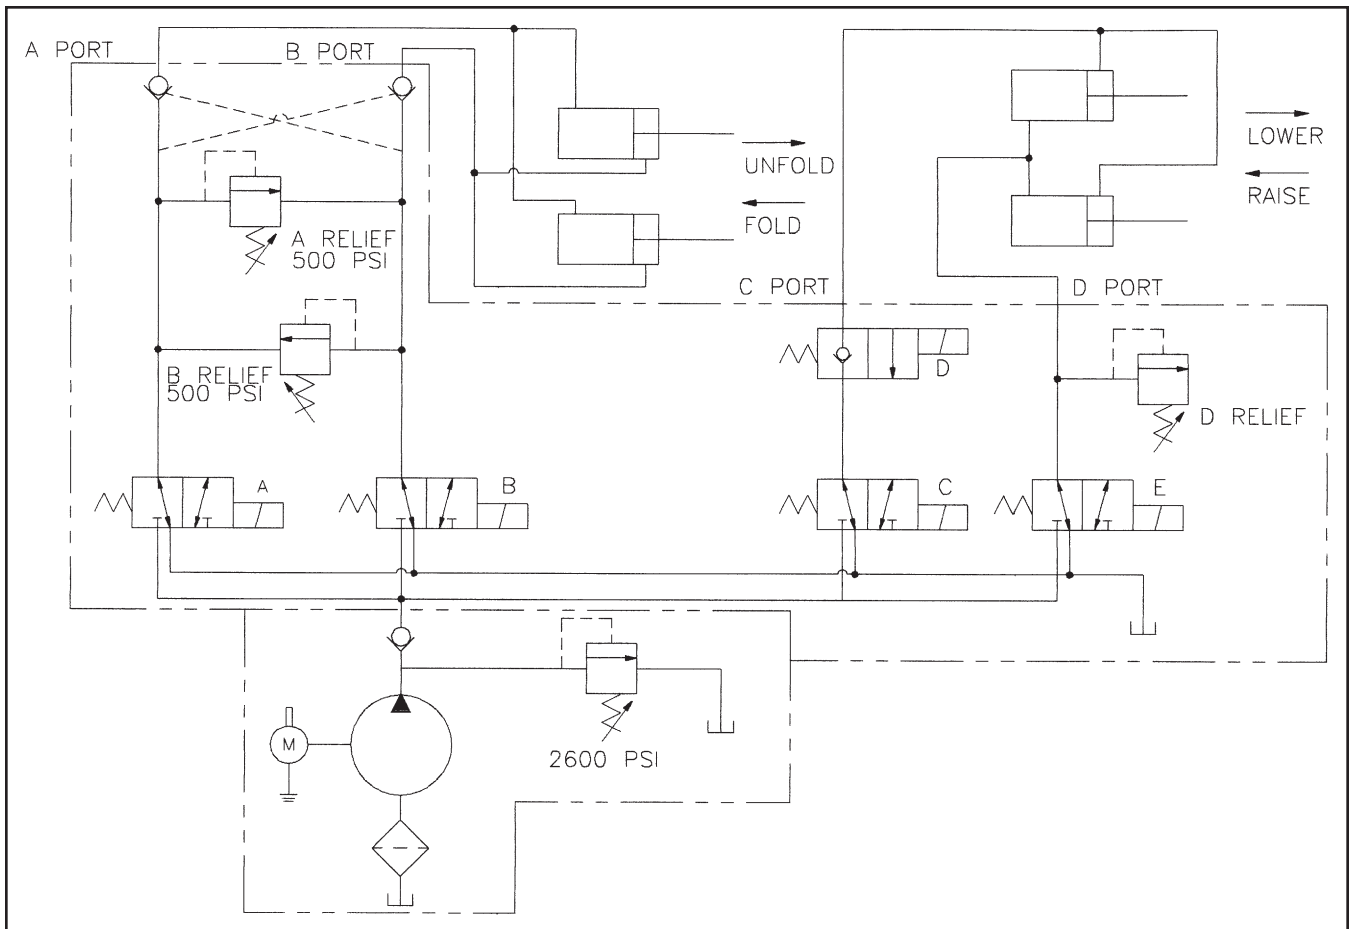 A PORT
B PORT
UNFOLD
FOLD
LOWER
RAISE
A RELIEF
500 PSI
B RELIEF
500 PSI
C PORT
D PORT
D
D RELIEF
A
B
C
E
M
2600 PSI